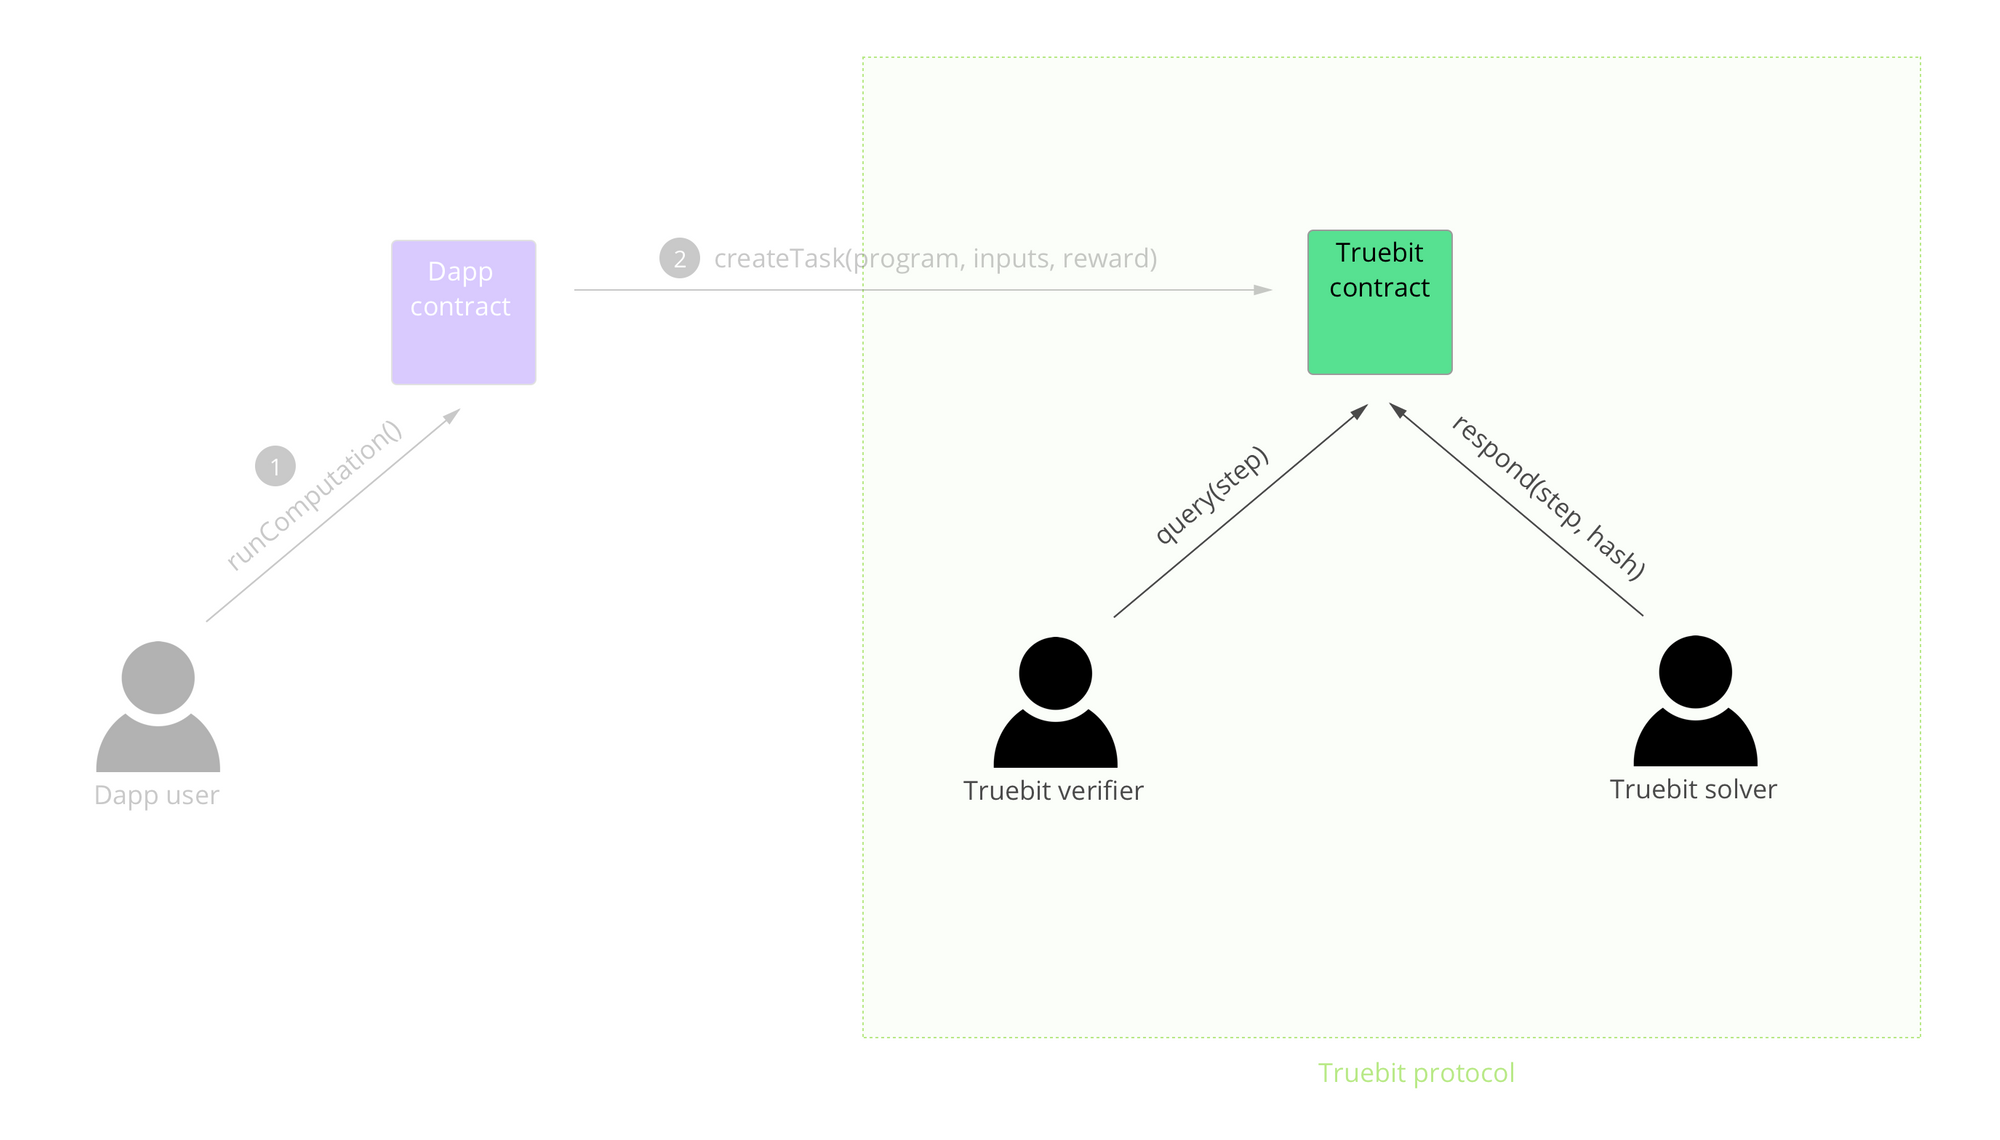 Dapp
contract
2 createTask(program, inputs, reward)
Truebit
contract
1
runComputation()
query(step)
respond(step, hash)
Dapp user
Truebit verifier
Truebit solver
Truebit protocol